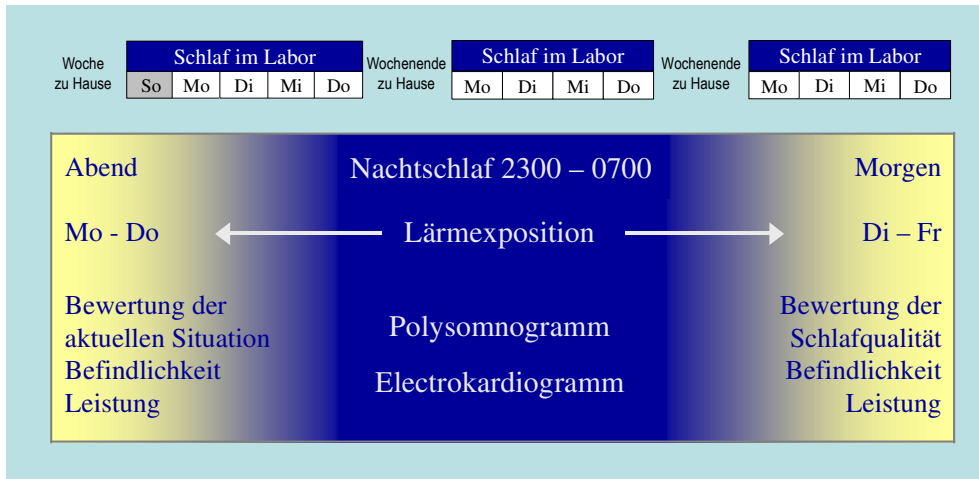 Woche
zu Hause
Schlaf im Labor
So Mo Di Mi Do
Wochenende
zu Hause
Schlaf im Labor
Mo Di Mi Do
Wochenende
zu Hause
Schlaf im Labor
Mo Di Mi Do
Abend
Nachtschlaf 2300 – 0700
Morgen
Mo - Do
Lärmexposition
Di – Fr
Bewertung der
aktuellen Situation
Befindlichkeit
Leistung
Polysomnogramm
Electrokardiogramm
Bewertung der
Schlafqualität
Befindlichkeit
Leistung